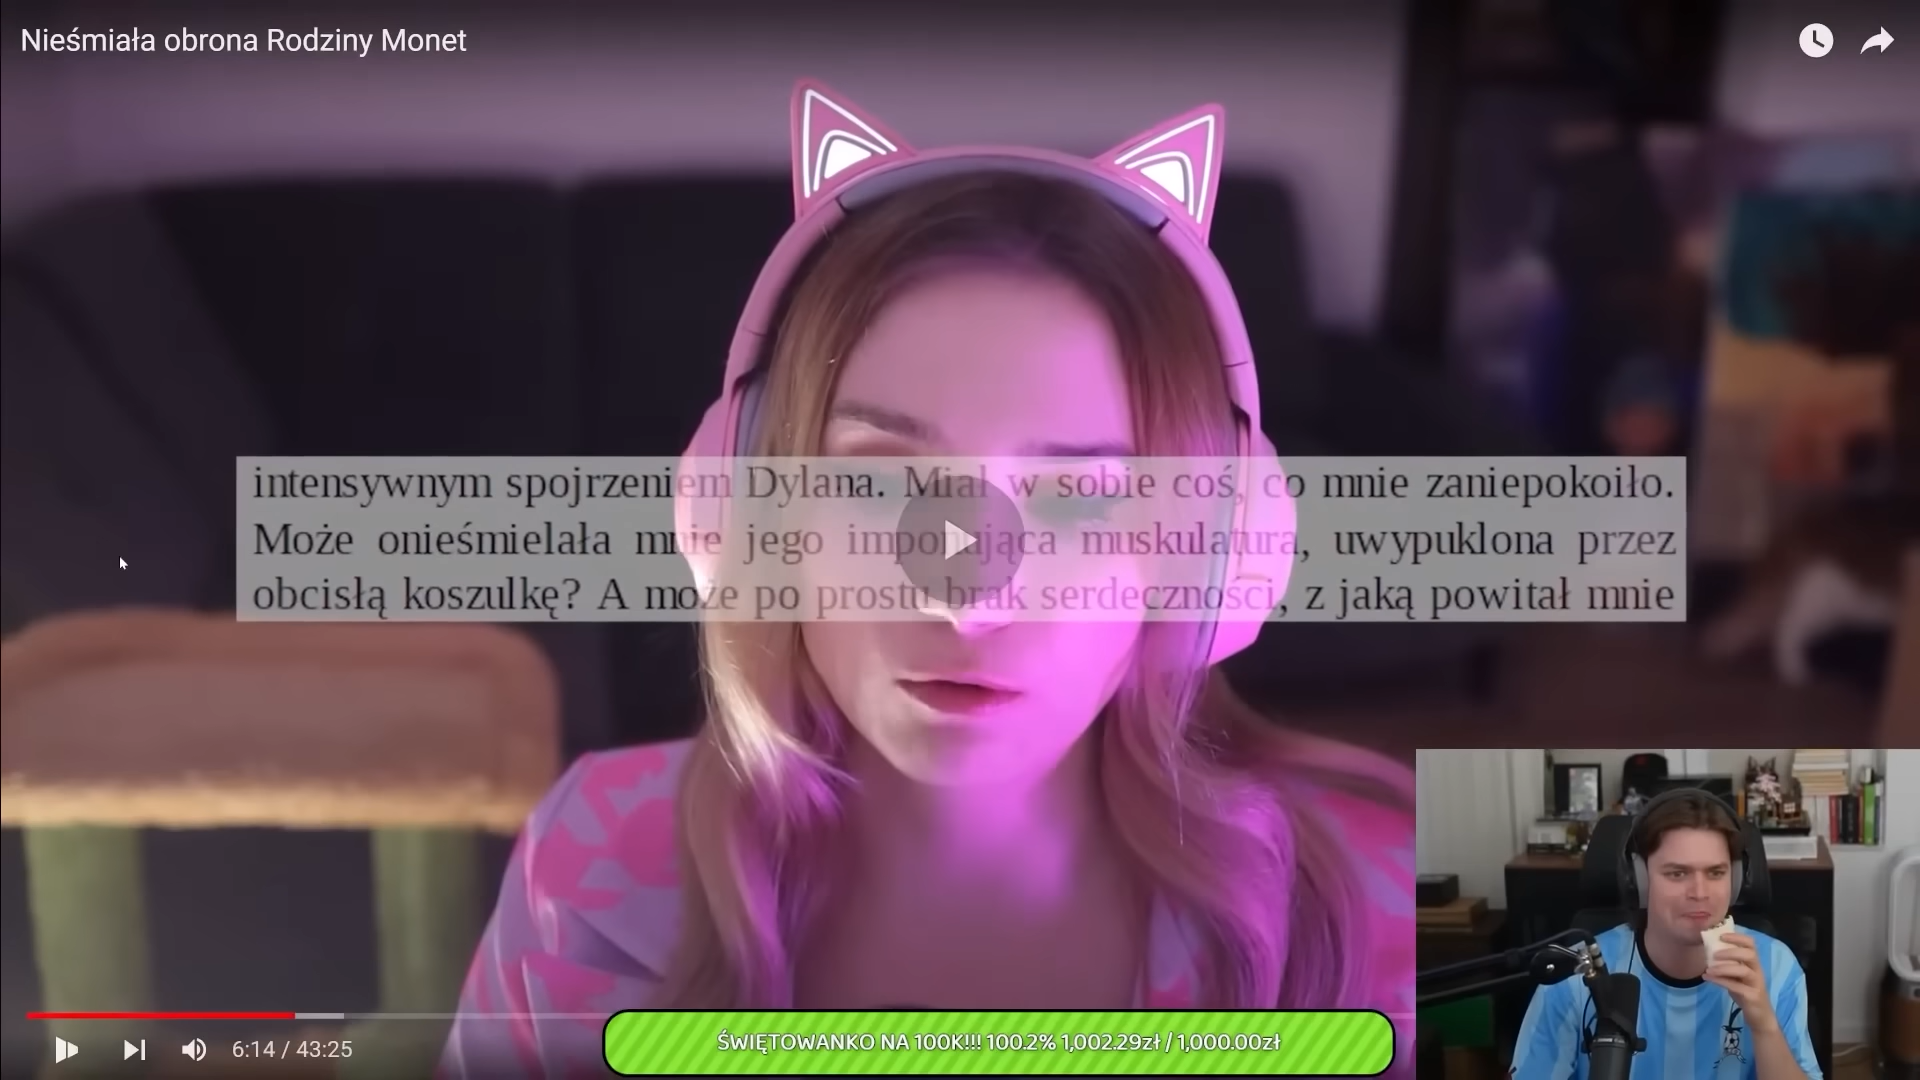 Nieśmiała obrona Rodziny Monet
intensywnym spojrzeniem Dylana. Miał w sobie coś, co mnie zaniepokoiło.
Może onieśmielała mnie jego imponująca muskulatura, uwypuklona przez
obcisłą koszulkę? A może po prostu brak serdeczności, z jaką powitał mnie
6:14 / 43:25
ŚWIĘTOWANKO NA 100K!!! 100.2% 1,002.29zł / 1,000.00zł